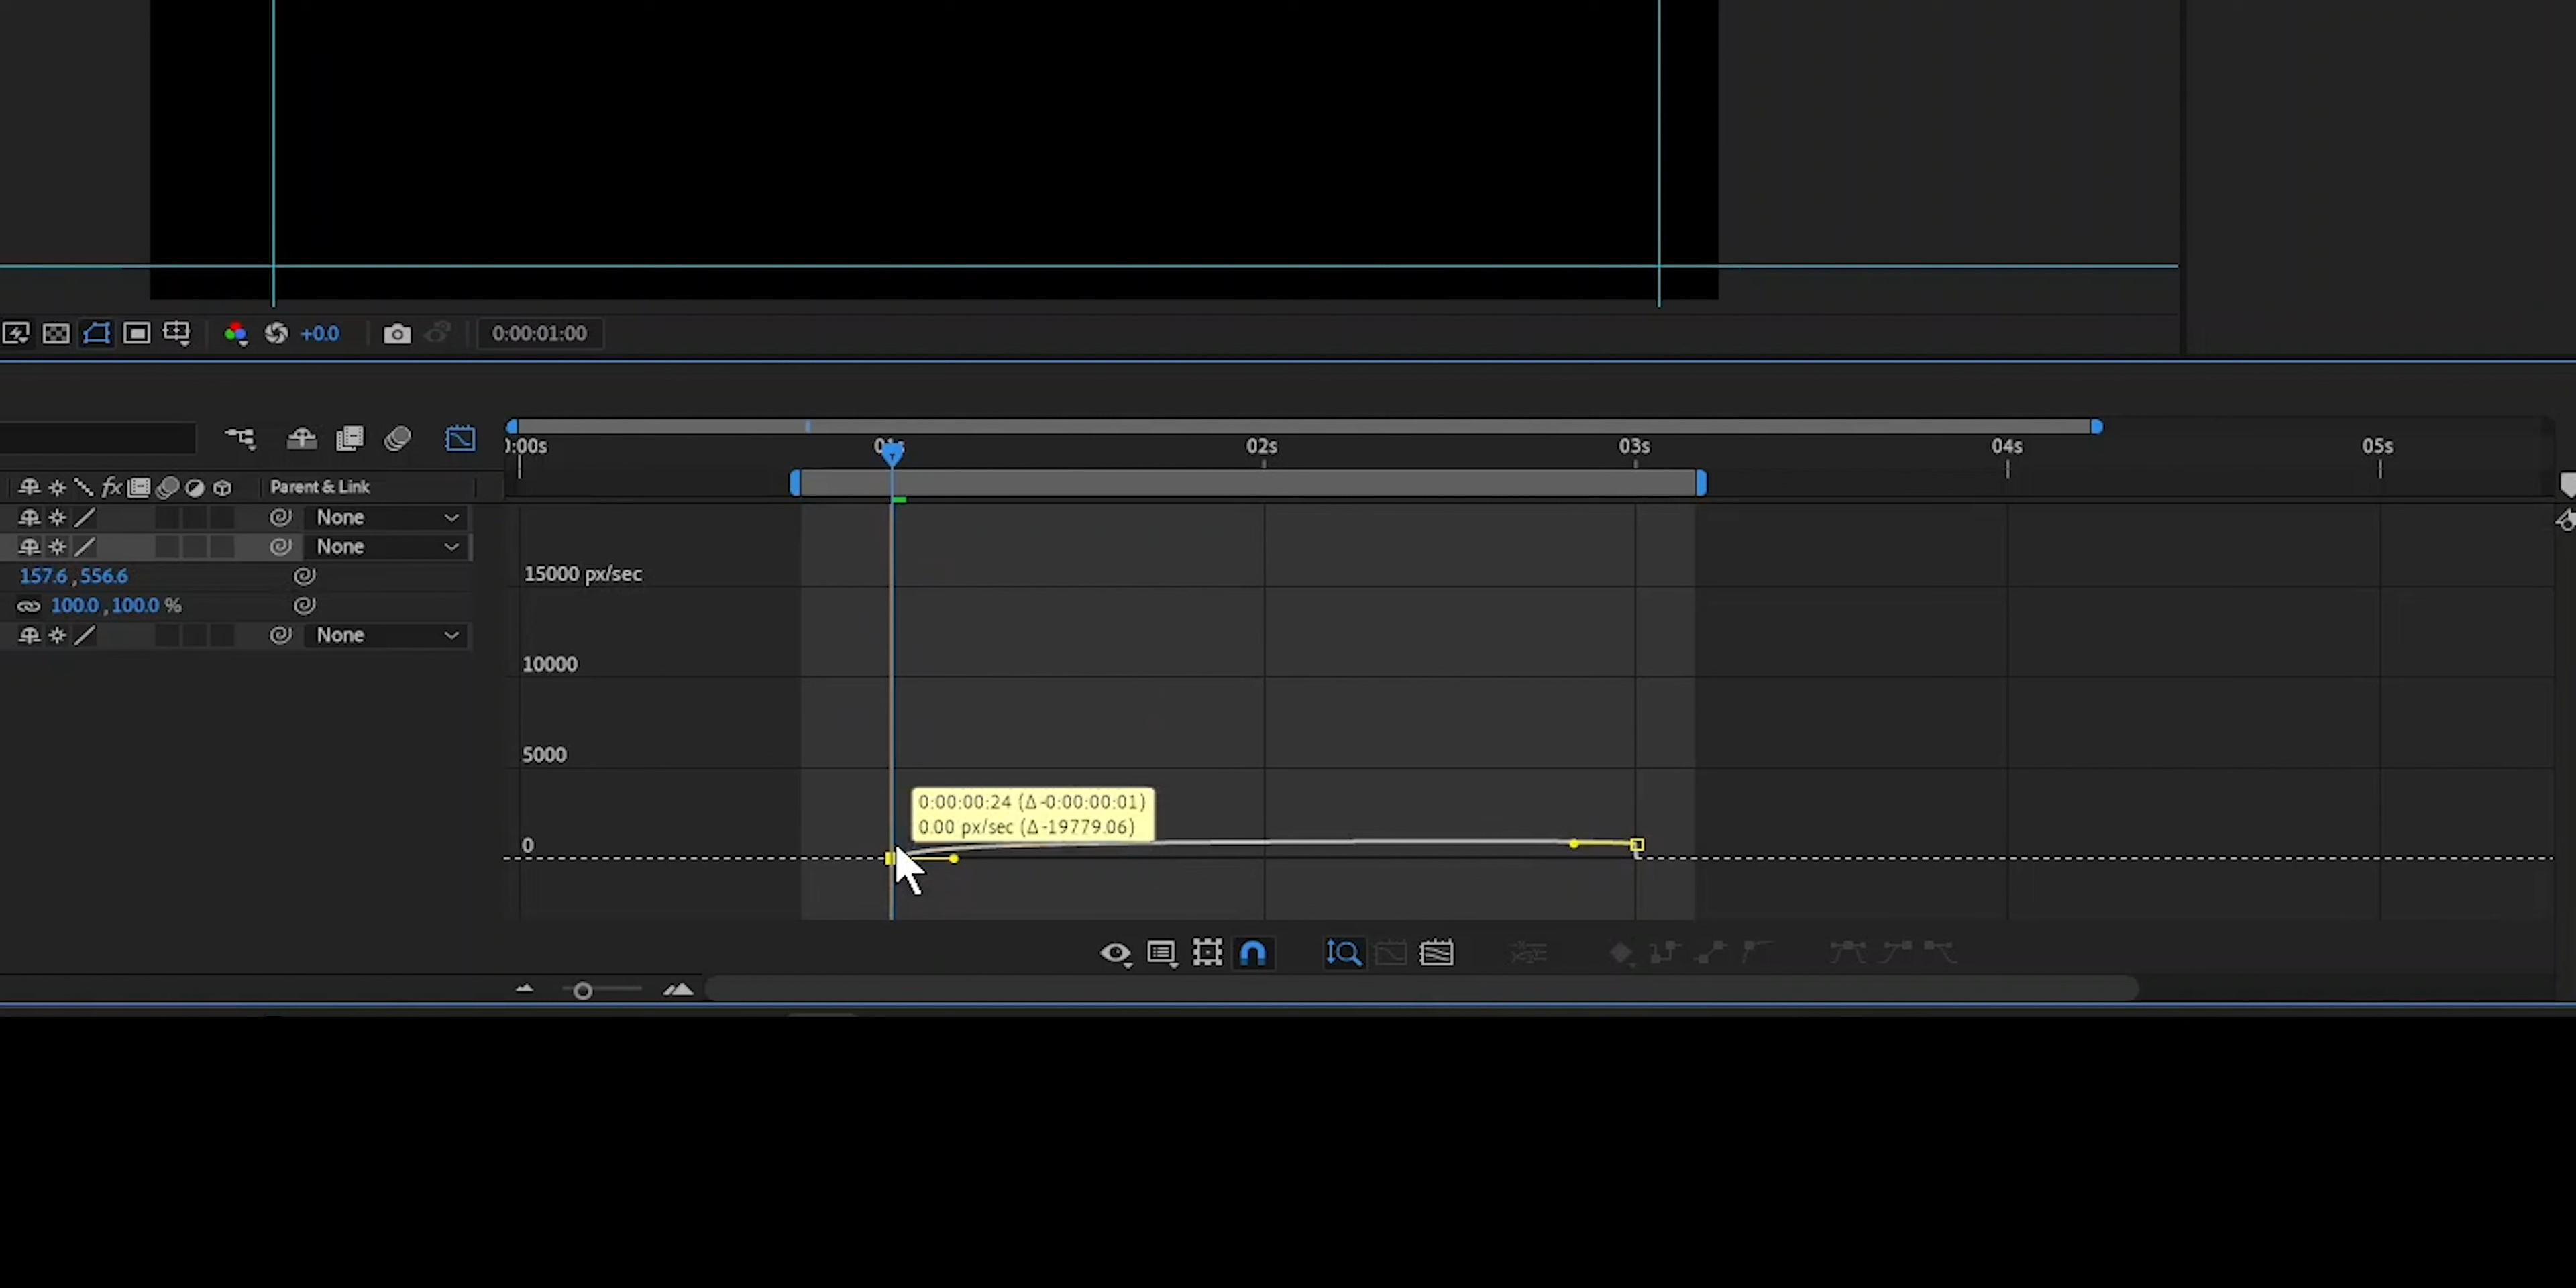 +0.0
0:00:01:00
0:00s 02s 03s 04s 05s
fx Parent & Link
None
None
157.6 ,556.6
100.0 ,100.0 %
None
15000 px/sec
10000
5000
0
0:00:00:24 (Δ-0:00:00:01)
0.00 px/sec (Δ-19779.06)